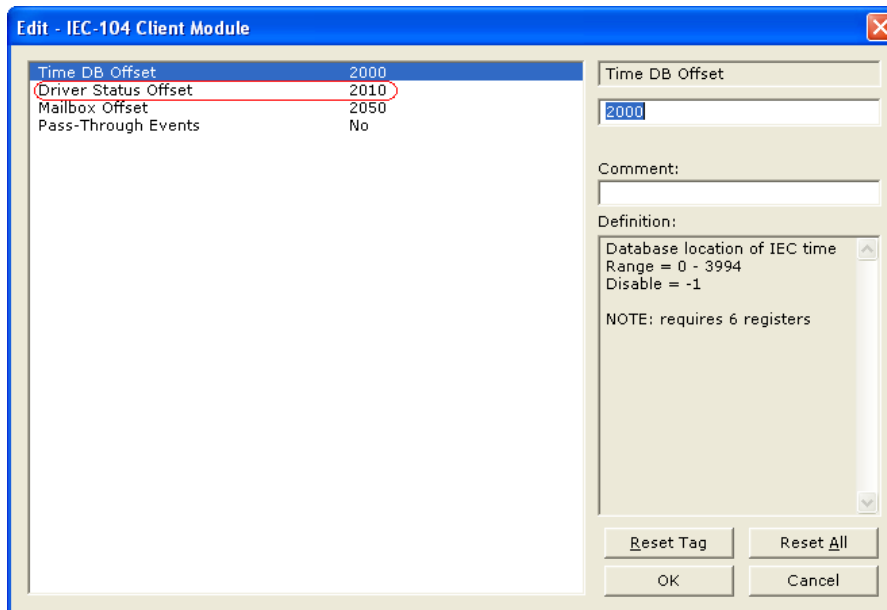 Edit - IEC-104 Client Module
Time DB Offset 2000
Driver Status Offset 2010
Mailbox Offset 2050
Pass-Through Events No
Time DB Offset
2000
Comment:
Definition:
Database location of IEC time
Range = 0 - 3994
Disable = -1
NOTE: requires 6 registers
Reset Tag Reset All
OK Cancel